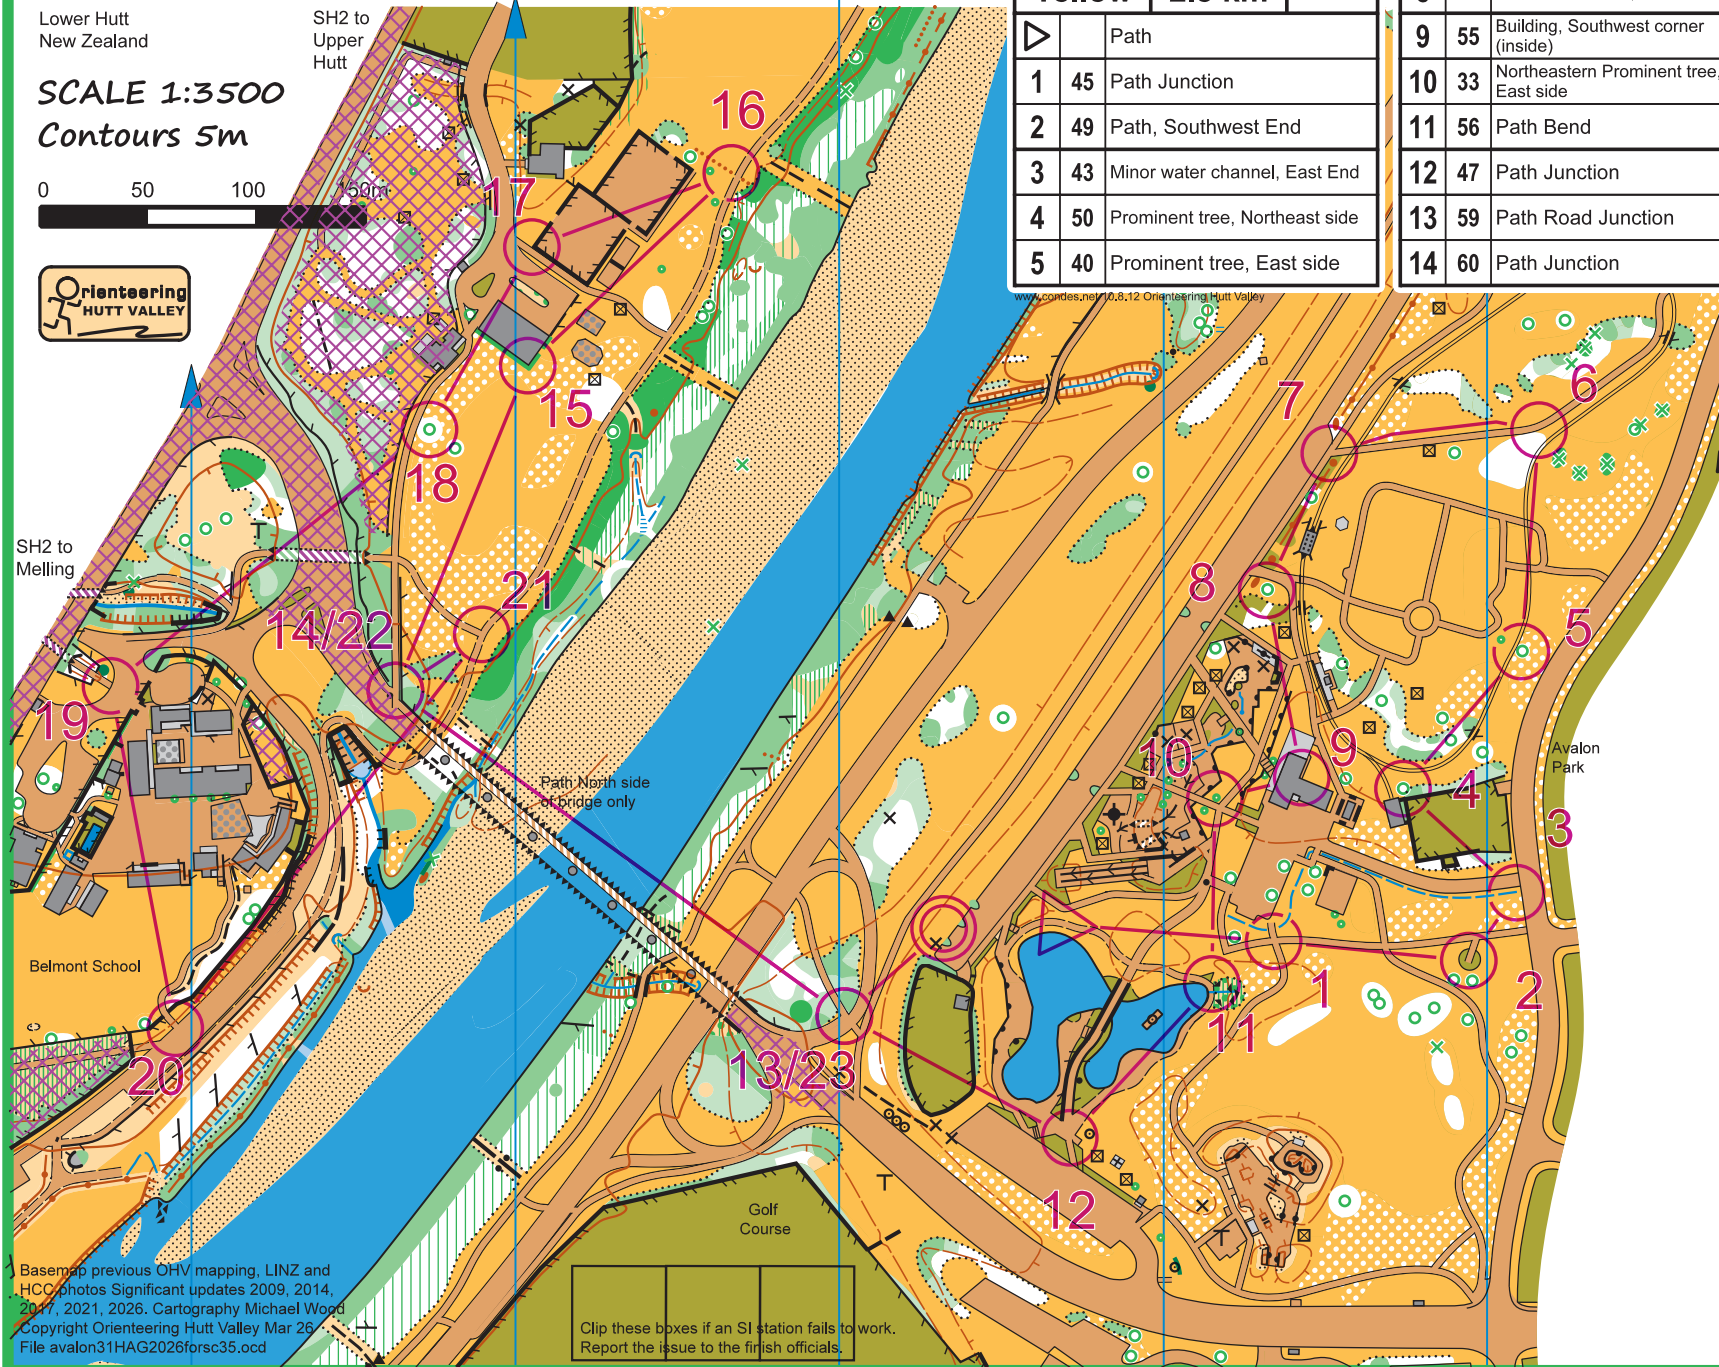 Lower Hutt
New Zealand
SH2 to
Upper
Hutt
SCALE 1:3500
Contours 5m
0 50 100 150m
Orienteering
HUTT VALLEY
Path
1 45 Path Junction
2 49 Path, Southwest End
3 43 Minor water channel, East End
4 50 Prominent tree, Northeast side
5 40 Prominent tree, East side
9 55 Building, Southwest corner
(inside)
10 33 Northeastern Prominent tree,
East side
11 56 Path Bend
12 47 Path Junction
13 59 Path Road Junction
14 60 Path Junction
www.condes.net 10.8.12 Orienteering Hutt Valley
16
17
15
18
7
6
SH2 to
Melling
21
14/22
8
5
19
10
9
4
3
Avalon
Park
Path North side
of bridge only
Belmont School
1
2
11
20
13/23
12
Golf
Course
Basemap previous OHV mapping, LINZ and
HCC photos Significant updates 2009, 2014,
2017, 2021, 2026. Cartography Michael Wood
Copyright Orienteering Hutt Valley Mar 26
File avalon31HAG2026forsc35.ocd
Clip these boxes if an SI station fails to work.
Report the issue to the finish officials.